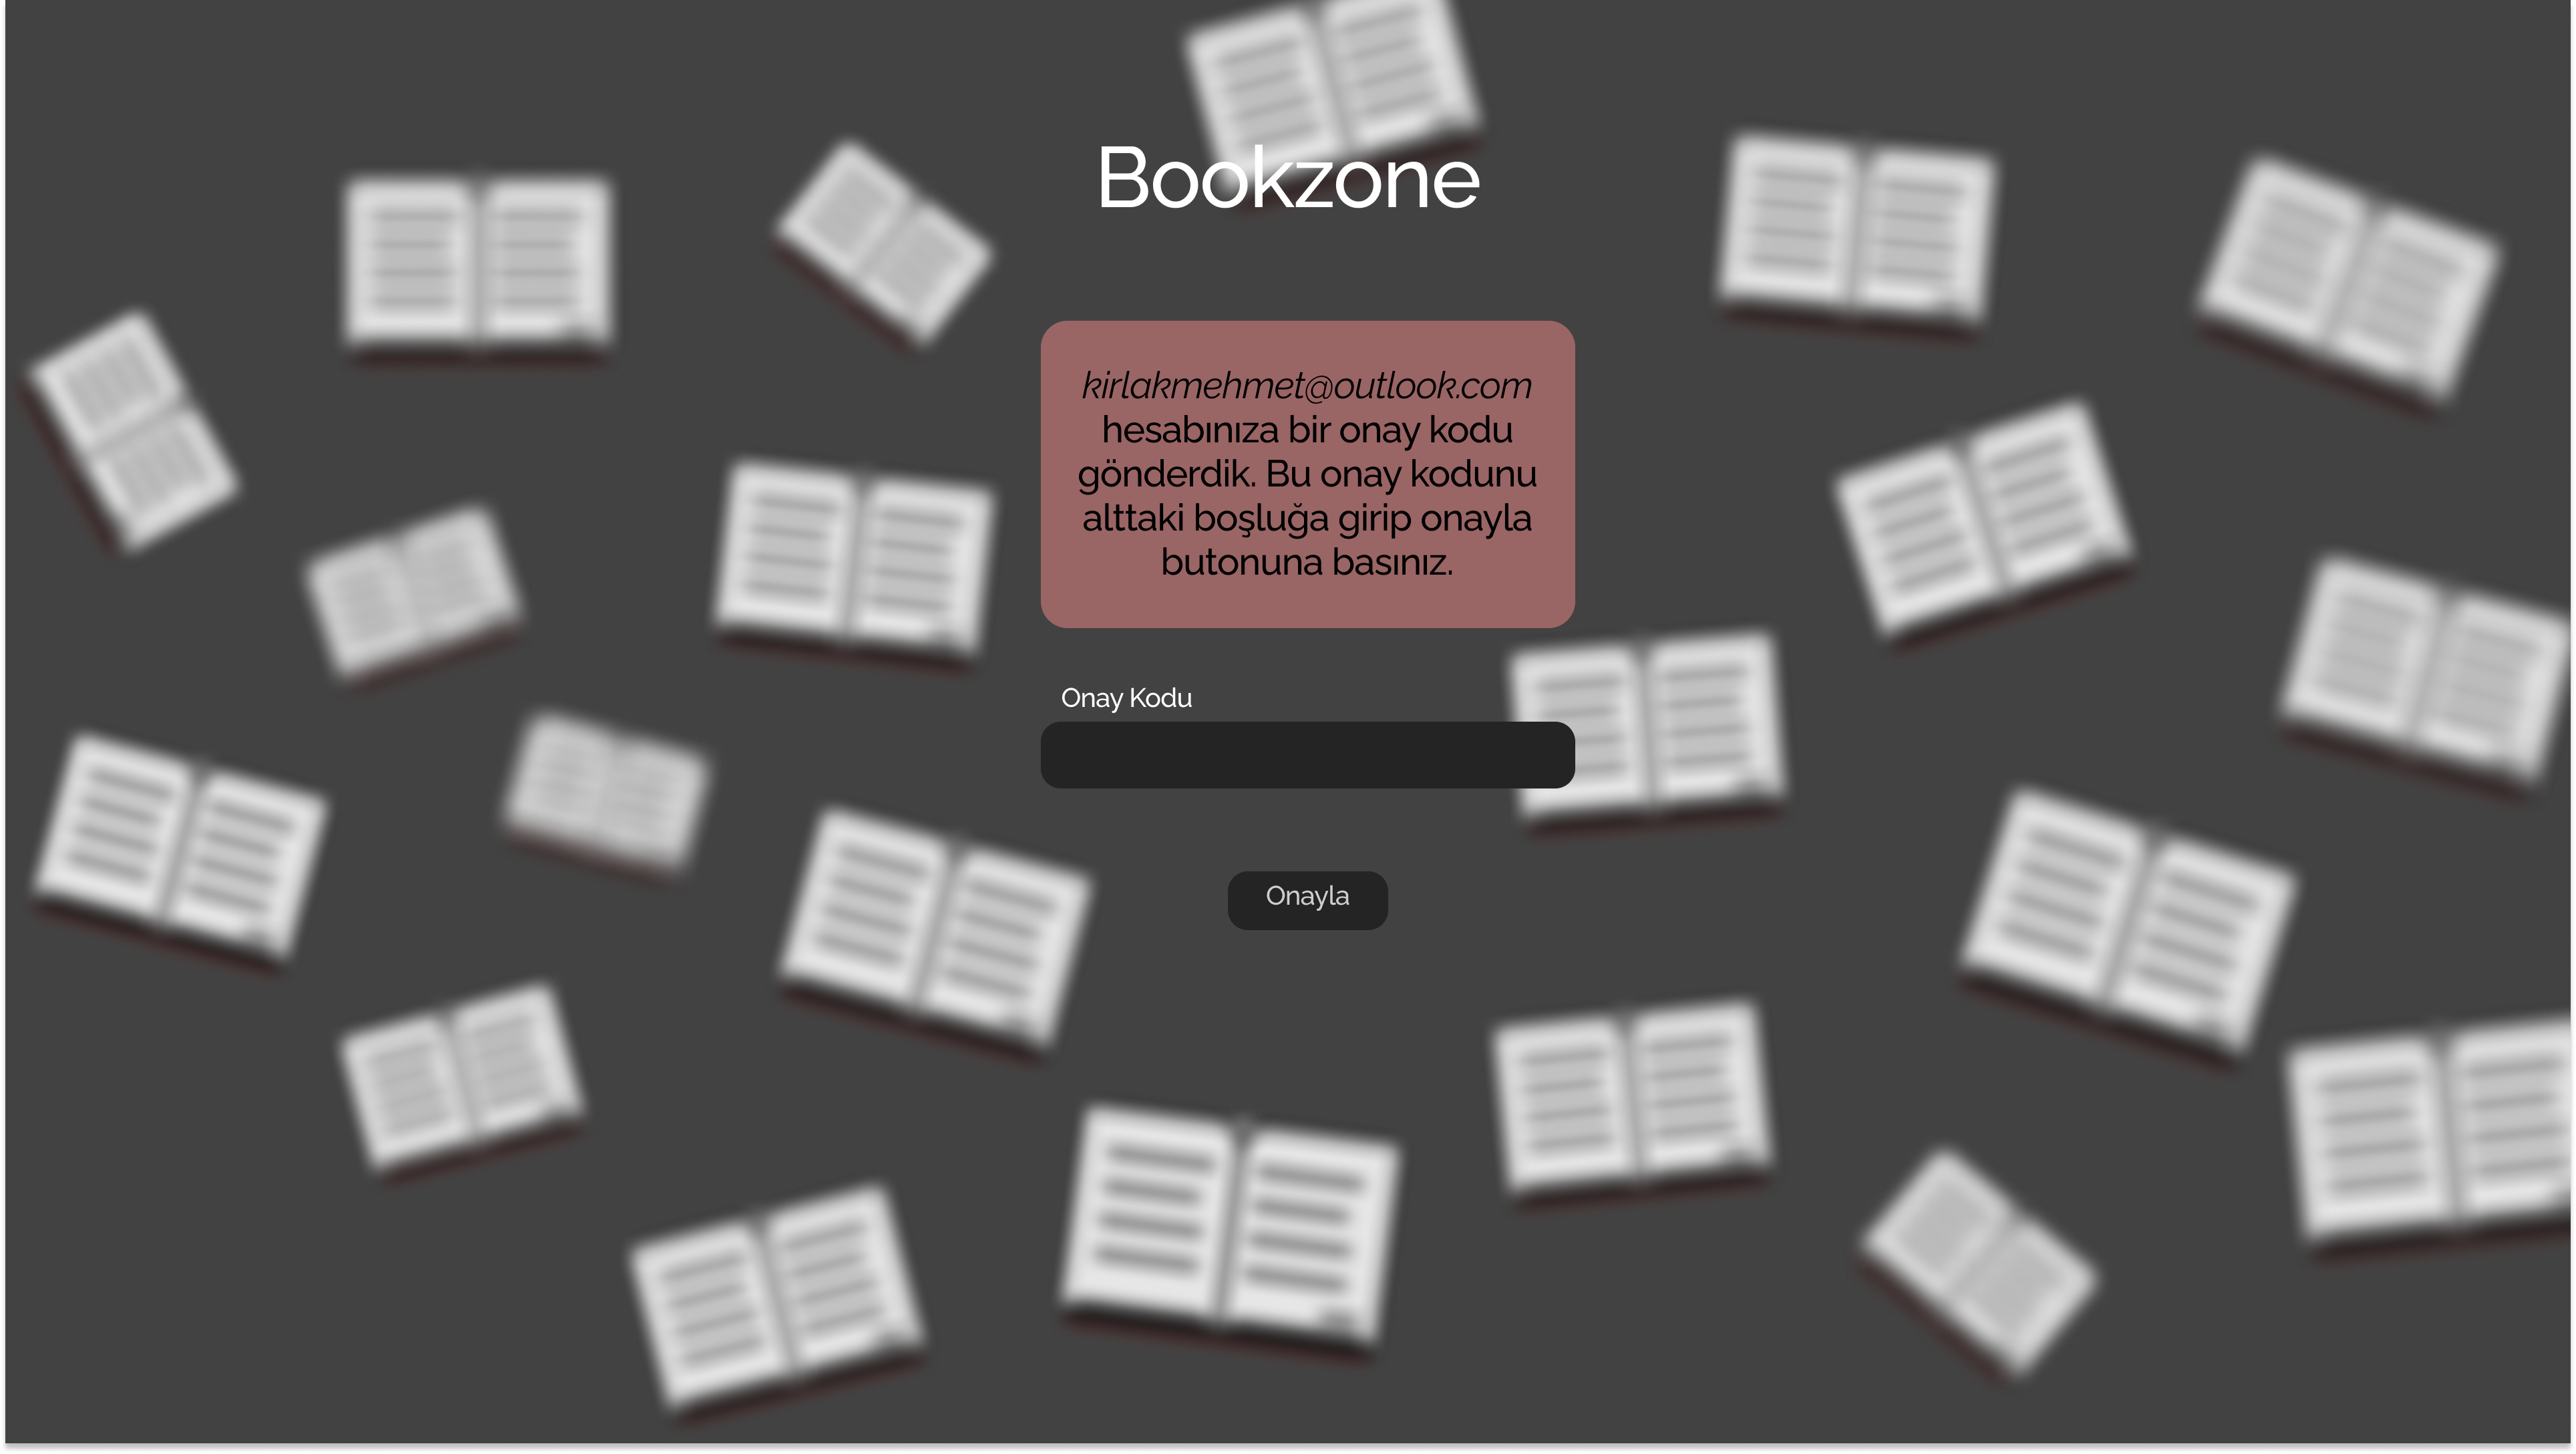 Bookzone
kirlakmehmet@outlook.com
hesabınıza bir onay kodu
gönderdik. Bu onay kodunu
alttaki boşluğa girip onayla
butonuna basınız.
Onay Kodu
Onayla